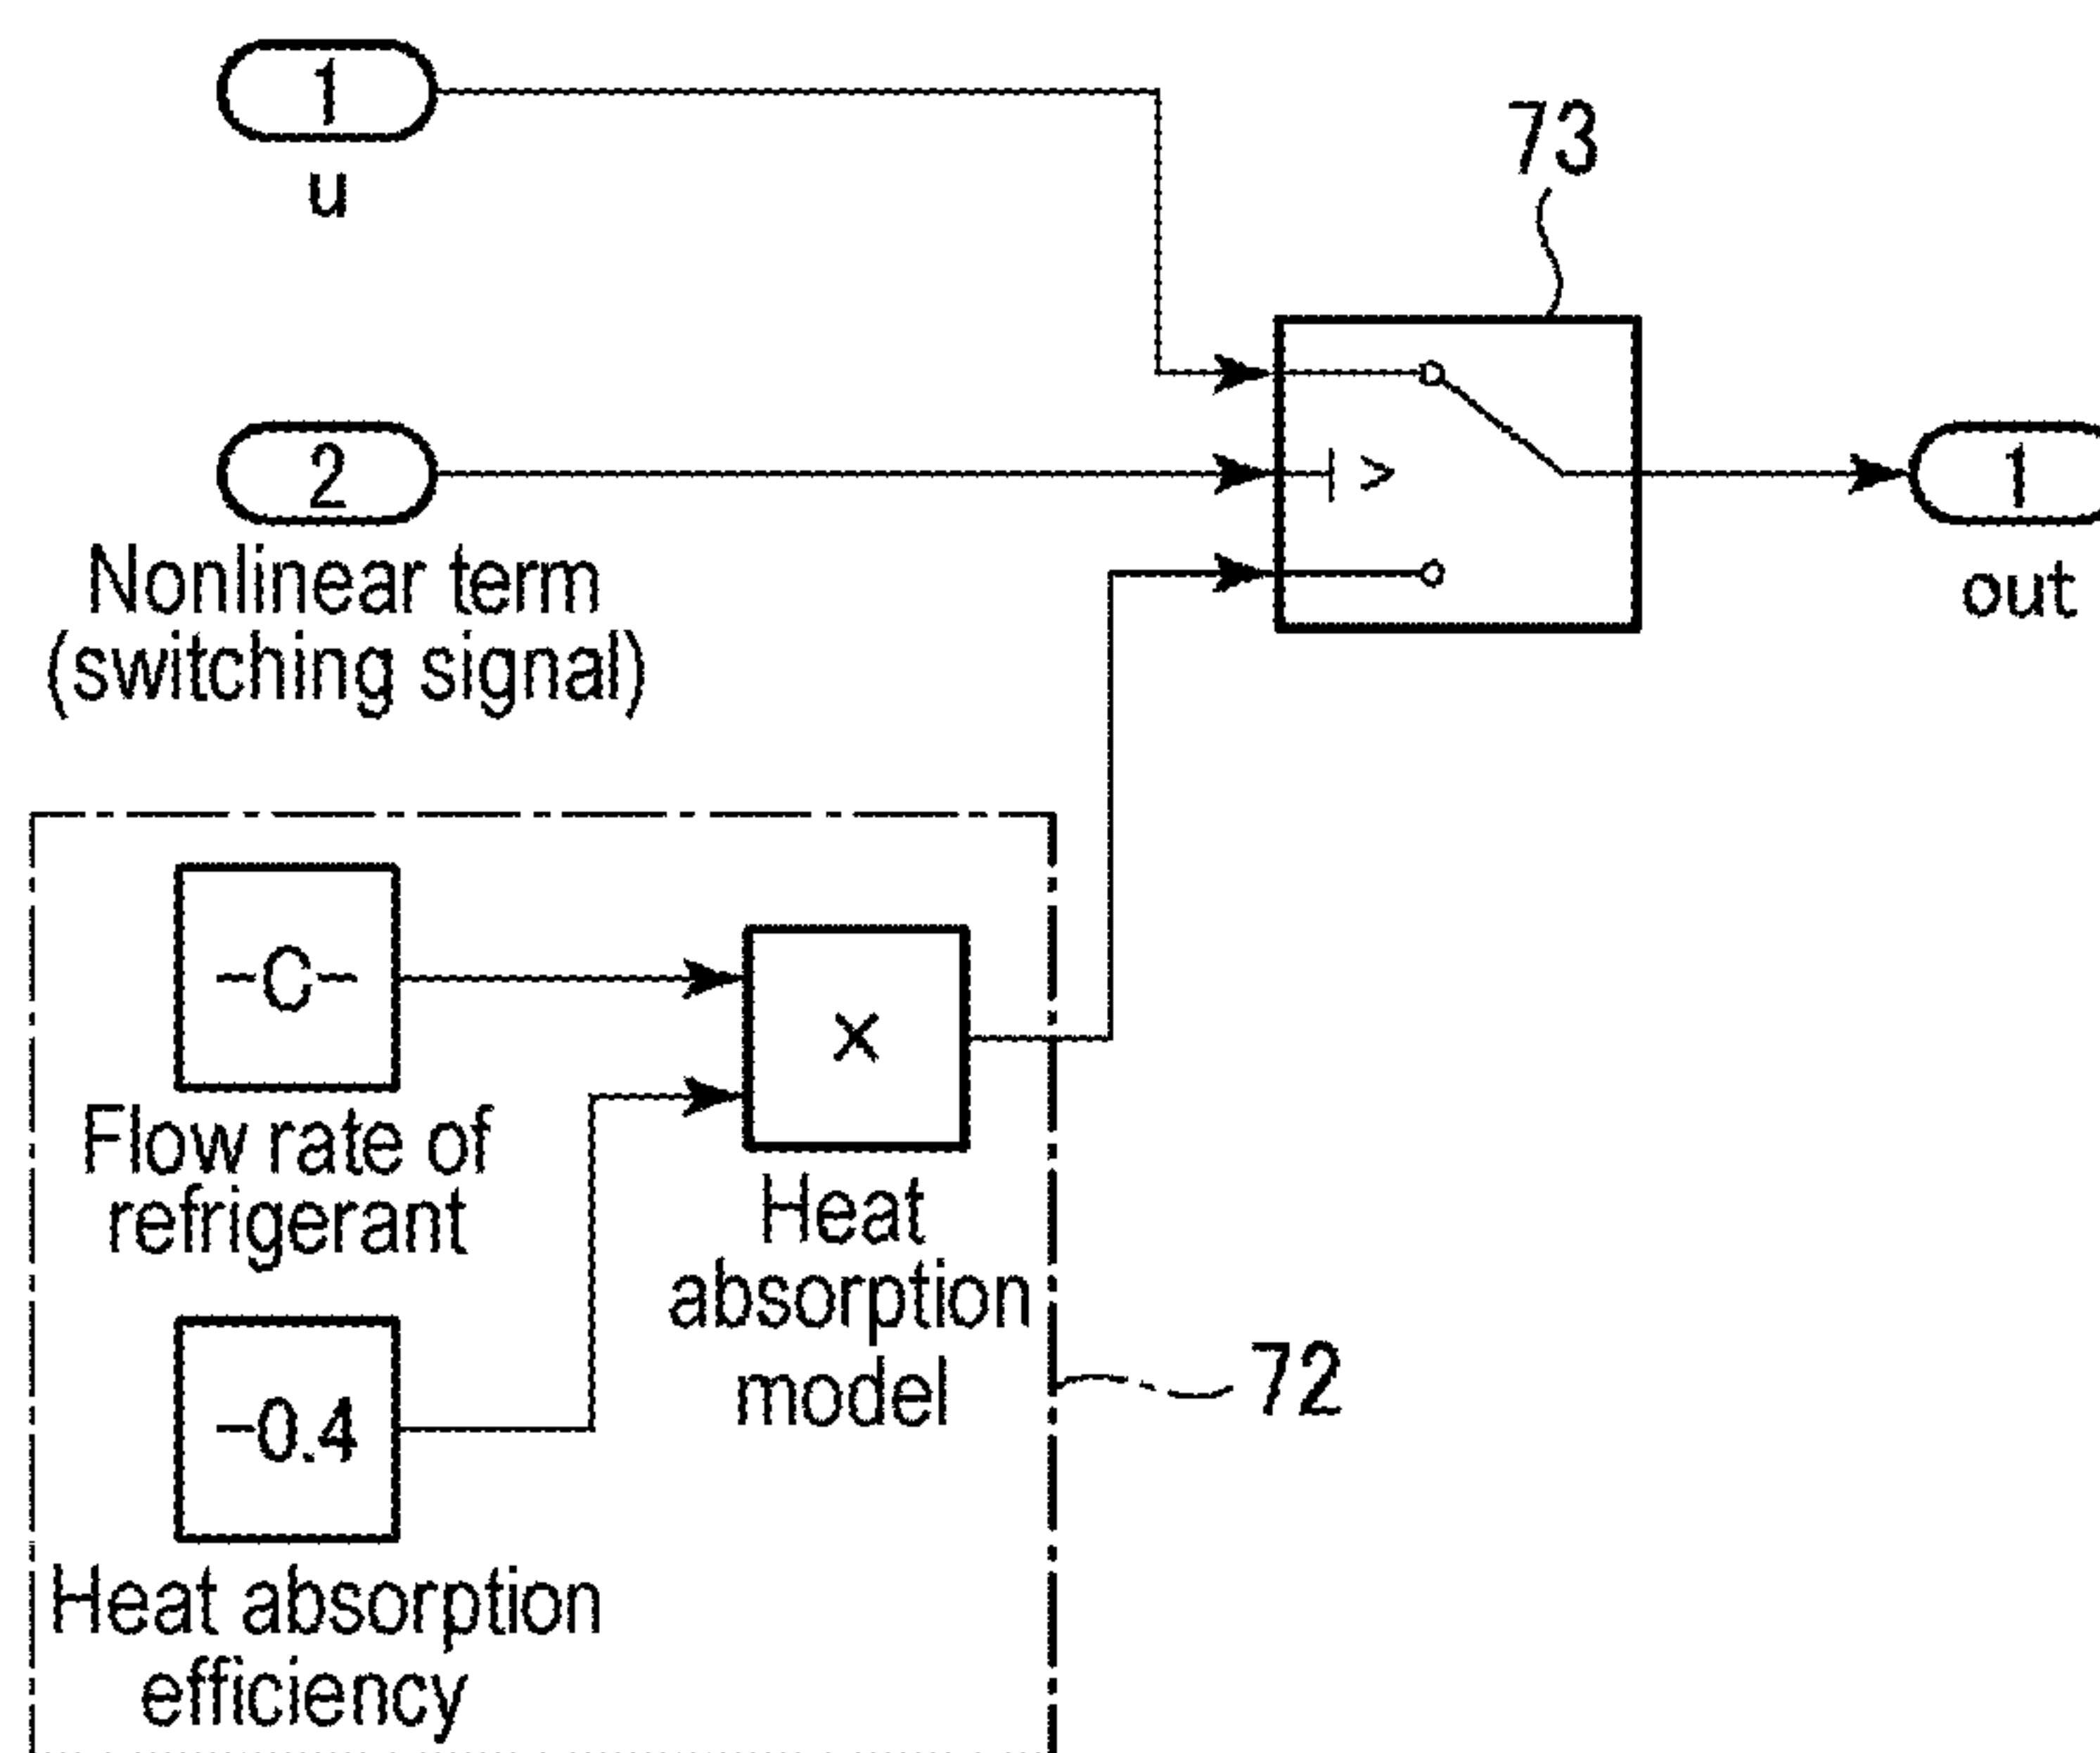 1
u
73
2
>
1
Nonlinear term
(switching signal)
out
-C-
×
Flow rate of
refrigerant
Heat
absorption
model
72
-0.4
Heat absorption
efficiency